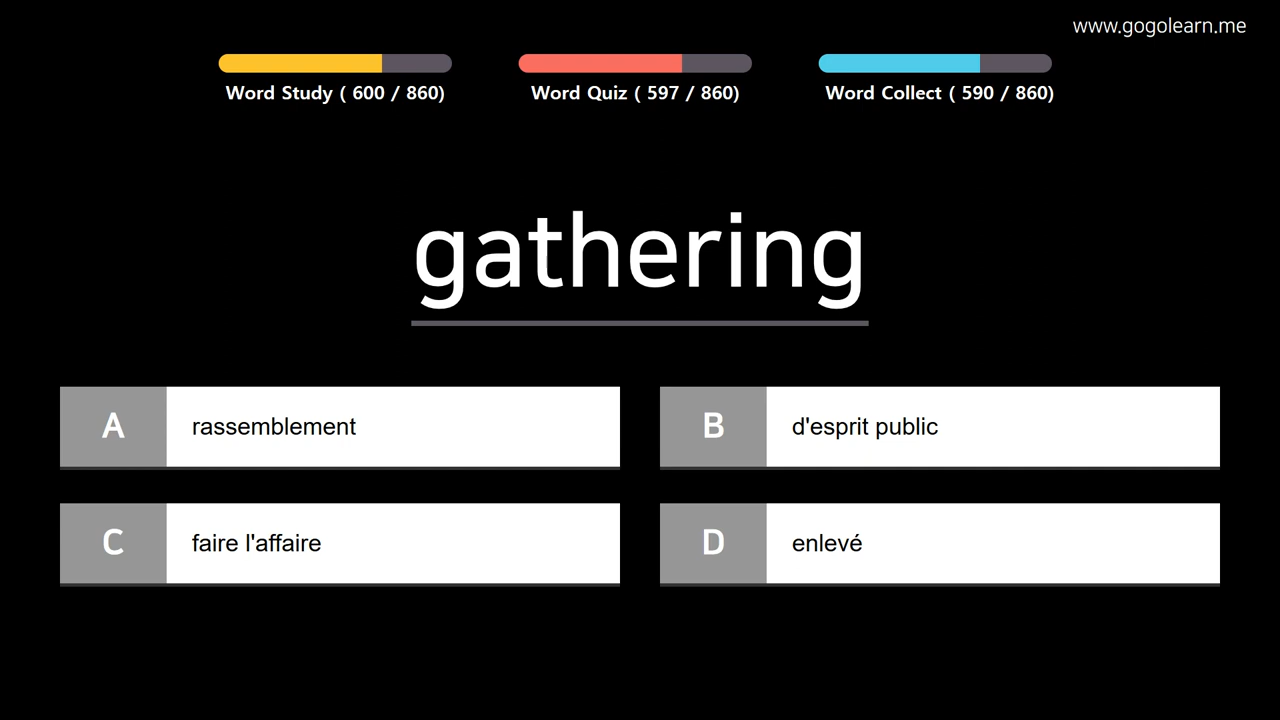 www.gogolearn.me
Word Study ( 600 / 860)
Word Quiz ( 597 / 860)
Word Collect ( 590 / 860)
gathering
A rassemblement
B d'esprit public
C faire l'affaire
D enlevé